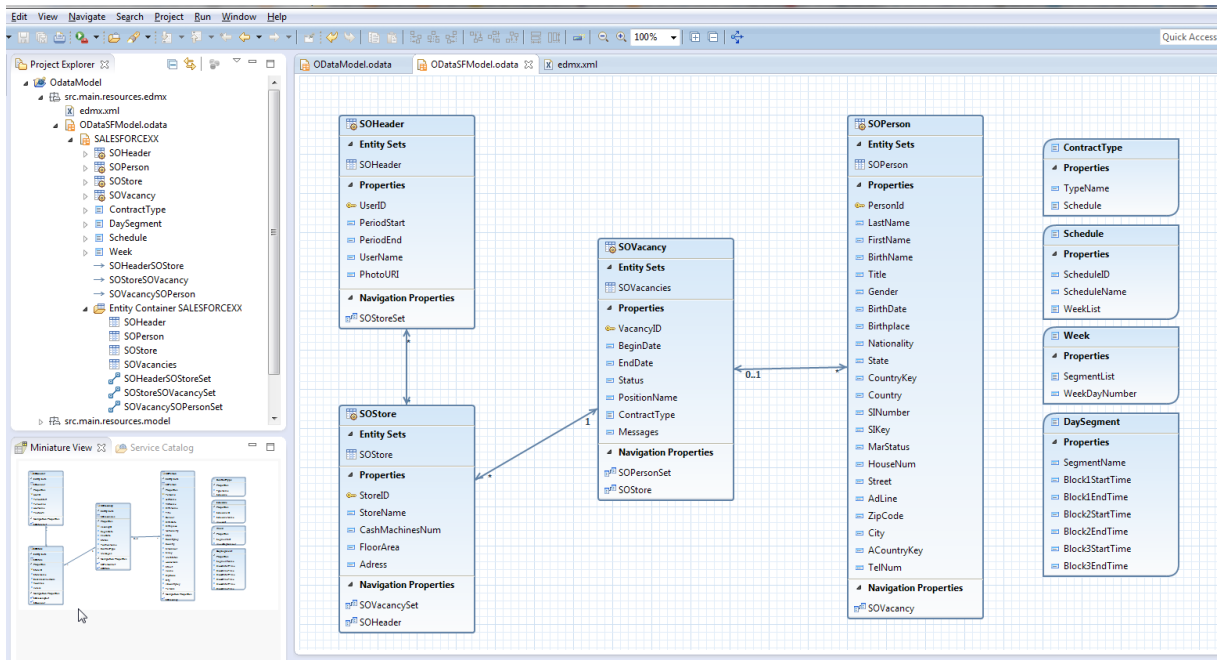 Edit View Navigate Search Project Run Window Help
100%
Quick Access
Project Explorer
OdataModel
src.main.resources.edmx
edmx.xml
ODataSFModel.odata
SALESFORCEXX
SOHeader
SOPerson
SOStore
SOVacancy
ContractType
DaySegment
Schedule
Week
SOHeaderSOStore
SOStoreSOVacancy
SOVacancySOPerson
Entity Container SALESFORCEXX
SOHeader
SOPerson
SOStore
SOVacancies
SOHeaderSOStoreSet
SOStoreSOVacancySet
SOVacancySOPersonSet
src.main.resources.model
Miniature View Service Catalog
ODataModel.odata ODataSFModel.odata edmx.xml
SOHeader
Entity Sets
SOHeader
Properties
UserID
PeriodStart
PeriodEnd
UserName
PhotoURI
Navigation Properties
SOStoreSet
*
*
SOStore
Entity Sets
SOStore
Properties
StoreID
StoreName
CashMachinesNum
FloorArea
Adress
Navigation Properties
SOVacancySet
SOHeader
*
1
SOVacancy
Entity Sets
SOVacancies
Properties
VacancyID
BeginDate
EndDate
Status
PositionName
ContractType
Messages
Navigation Properties
SOPersonSet
SOStore
0..1
*
SOPerson
Entity Sets
SOPerson
Properties
PersonId
LastName
FirstName
BirthName
Title
Gender
BirthDate
Birthplace
Nationality
State
CountryKey
Country
SINumber
SIKey
MarStatus
HouseNum
Street
AdLine
ZipCode
City
ACountryKey
TelNum
Navigation Properties
SOVacancy
ContractType
Properties
TypeName
Schedule
Schedule
Properties
ScheduleID
ScheduleName
WeekList
Week
Properties
SegmentList
WeekDayNumber
DaySegment
Properties
SegmentName
Block1StartTime
Block1EndTime
Block2StartTime
Block2EndTime
Block3StartTime
Block3EndTime